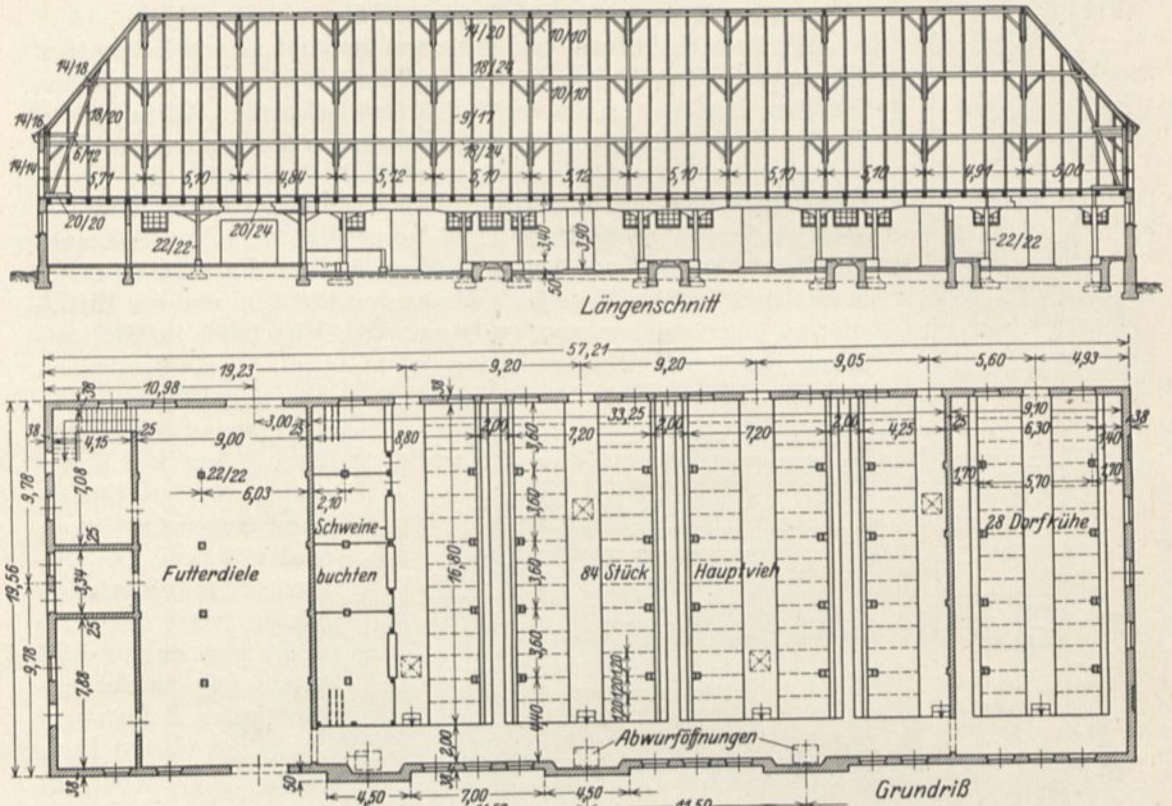 14/20 10/10
14/18 18/24
10/10
18/20
14/16 9/17
6/12 18/24
14/14
5,71 5,10 4,84 5,12 5,10 5,12 5,10 5,10 5,10 4,91 5,00
20/20 20/24
22/22 3,40 3,90 22/22
50
Längenschnitt
57,21
19,23 9,20 9,20 9,05 5,60 4,93
10,98 38 38
3,00 33,25 25 9,10
38 4,15 25 9,00 25 8,80 2,00 7,20 2,00 7,20 2,00 4,25 6,30 1,40 38
3,60
9,78 7,08 22/22 1,70 5,70 1,70
6,03
2,10 3,60
Schweine- 28 Dorfkühe
25 16,80 3,60
19,56 3,34 Futterdiele buchten 84 Stück Hauptvieh
25 3,60
9,78 7,88 120 120 120
4,40
2,00 Abwurföffnungen
38 50 38
4,50 7,00 4,50 Grundriß
11,50